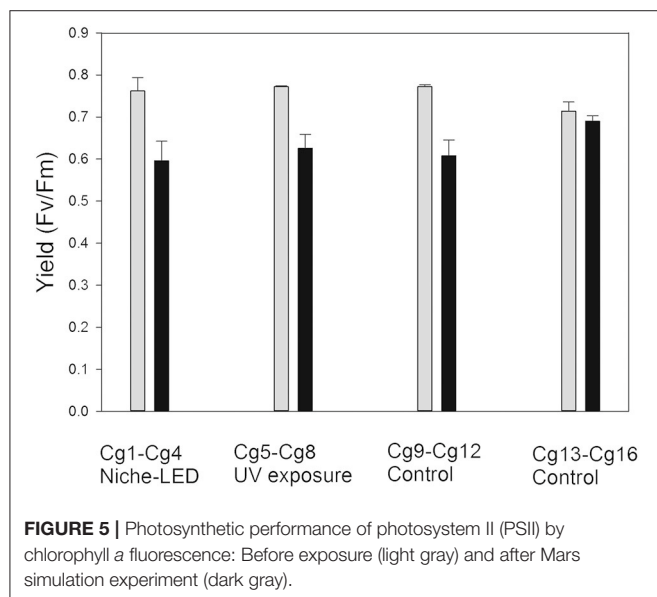 0.9
0.8
0.7
0.6
0.5
0.4
0.3
0.2
0.1
0.0
Yield (Fv/Fm)
Cg1-Cg4 Cg5-Cg8 Cg9-Cg12 Cg13-Cg16
Niche-LED UV exposure Control Control
FIGURE 5 | Photosynthetic performance of photosystem II (PSII) by
chlorophyll a fluorescence: Before exposure (light gray) and after Mars
simulation experiment (dark gray).